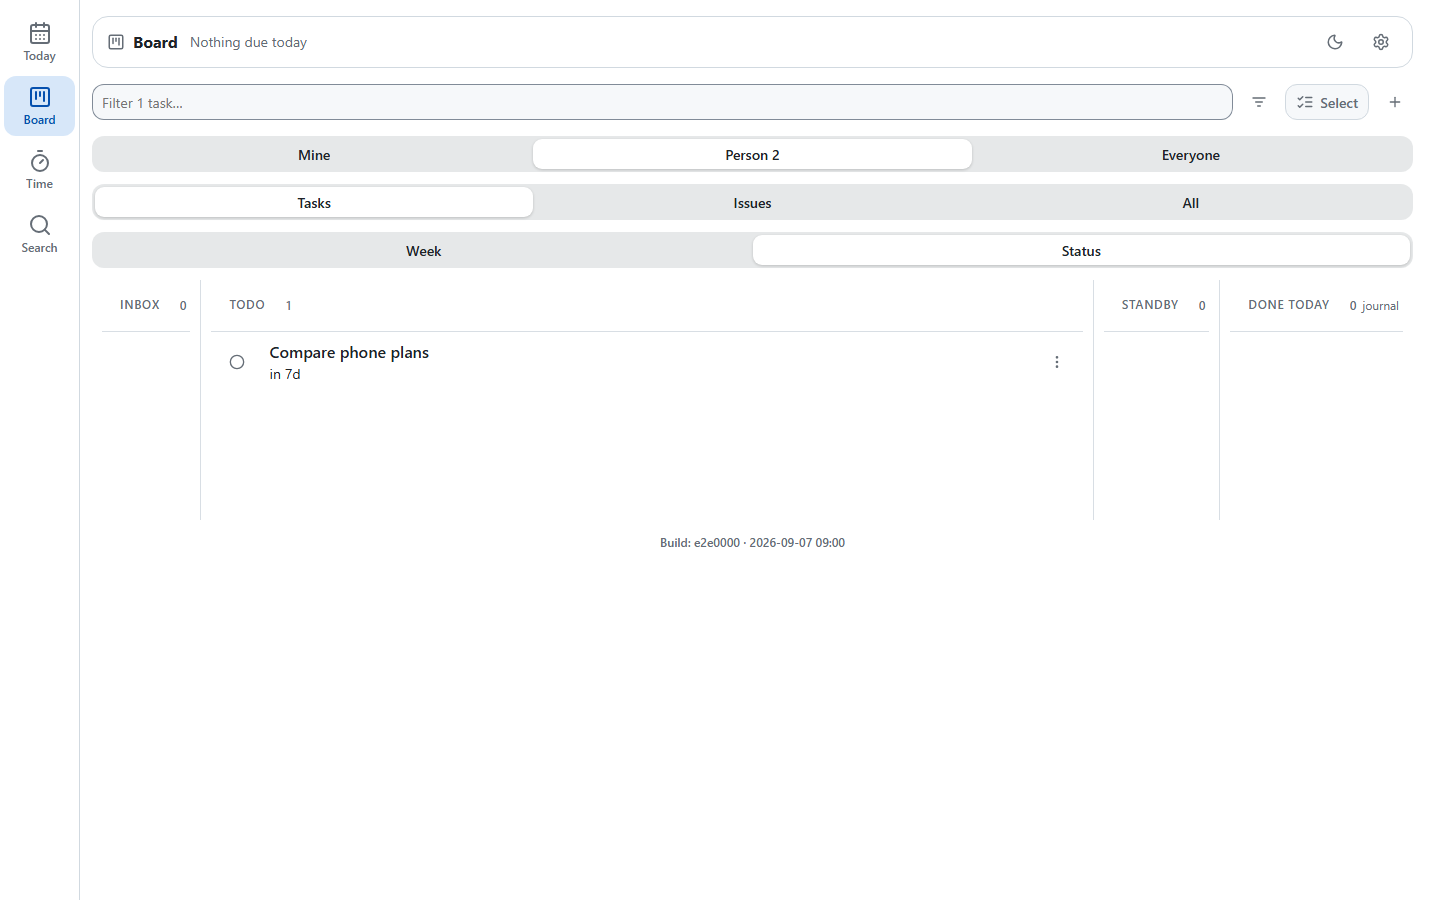 Today
Board
Time
Search
Board Nothing due today
Filter 1 task...
Select
Mine Person 2 Everyone
Tasks Issues All
Week Status
INBOX 0 TODO 1 STANDBY 0 DONE TODAY 0 journal
Compare phone plans
in 7d
Build: e2e0000 · 2026-09-07 09:00